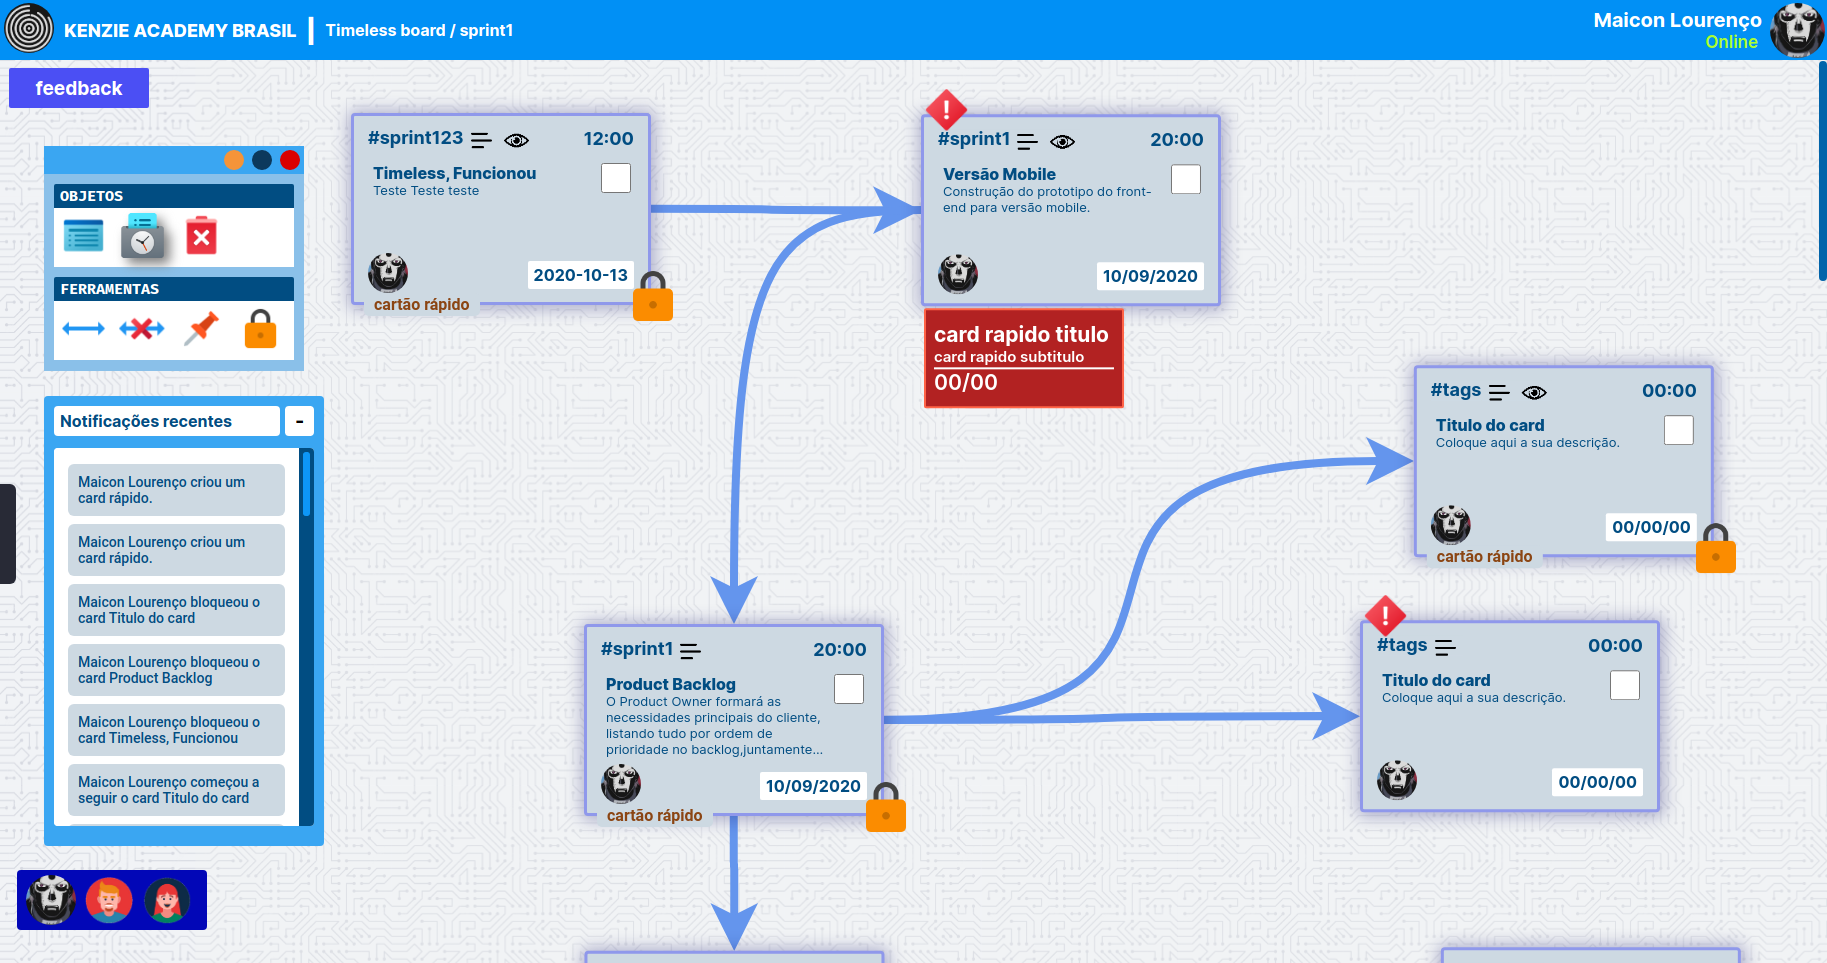 KENZIE ACADEMY BRASIL
Timeless board / sprint1
Maicon Lourenço
Online
feedback
OBJETOS
FERRAMENTAS
Notificações recentes
-
Maicon Lourenço criou um
card rápido.
Maicon Lourenço criou um
card rápido.
Maicon Lourenço bloqueou o
card Titulo do card
Maicon Lourenço bloqueou o
card Product Backlog
Maicon Lourenço bloqueou o
card Timeless, Funcionou
Maicon Lourenço começou a
seguir o card Titulo do card
#sprint123
12:00
Timeless, Funcionou
Teste Teste teste
2020-10-13
cartão rápido
!
#sprint1
20:00
Versão Mobile
Construção do prototipo do front-
end para versão mobile.
10/09/2020
card rapido titulo
card rapido subtitulo
00/00
#tags
00:00
Titulo do card
Coloque aqui a sua descrição.
00/00/00
cartão rápido
#sprint1
20:00
Product Backlog
O Product Owner formará as
necessidades principais do cliente,
listando tudo por ordem de
prioridade no backlog,juntamente...
10/09/2020
cartão rápido
!
#tags
00:00
Titulo do card
Coloque aqui a sua descrição.
00/00/00